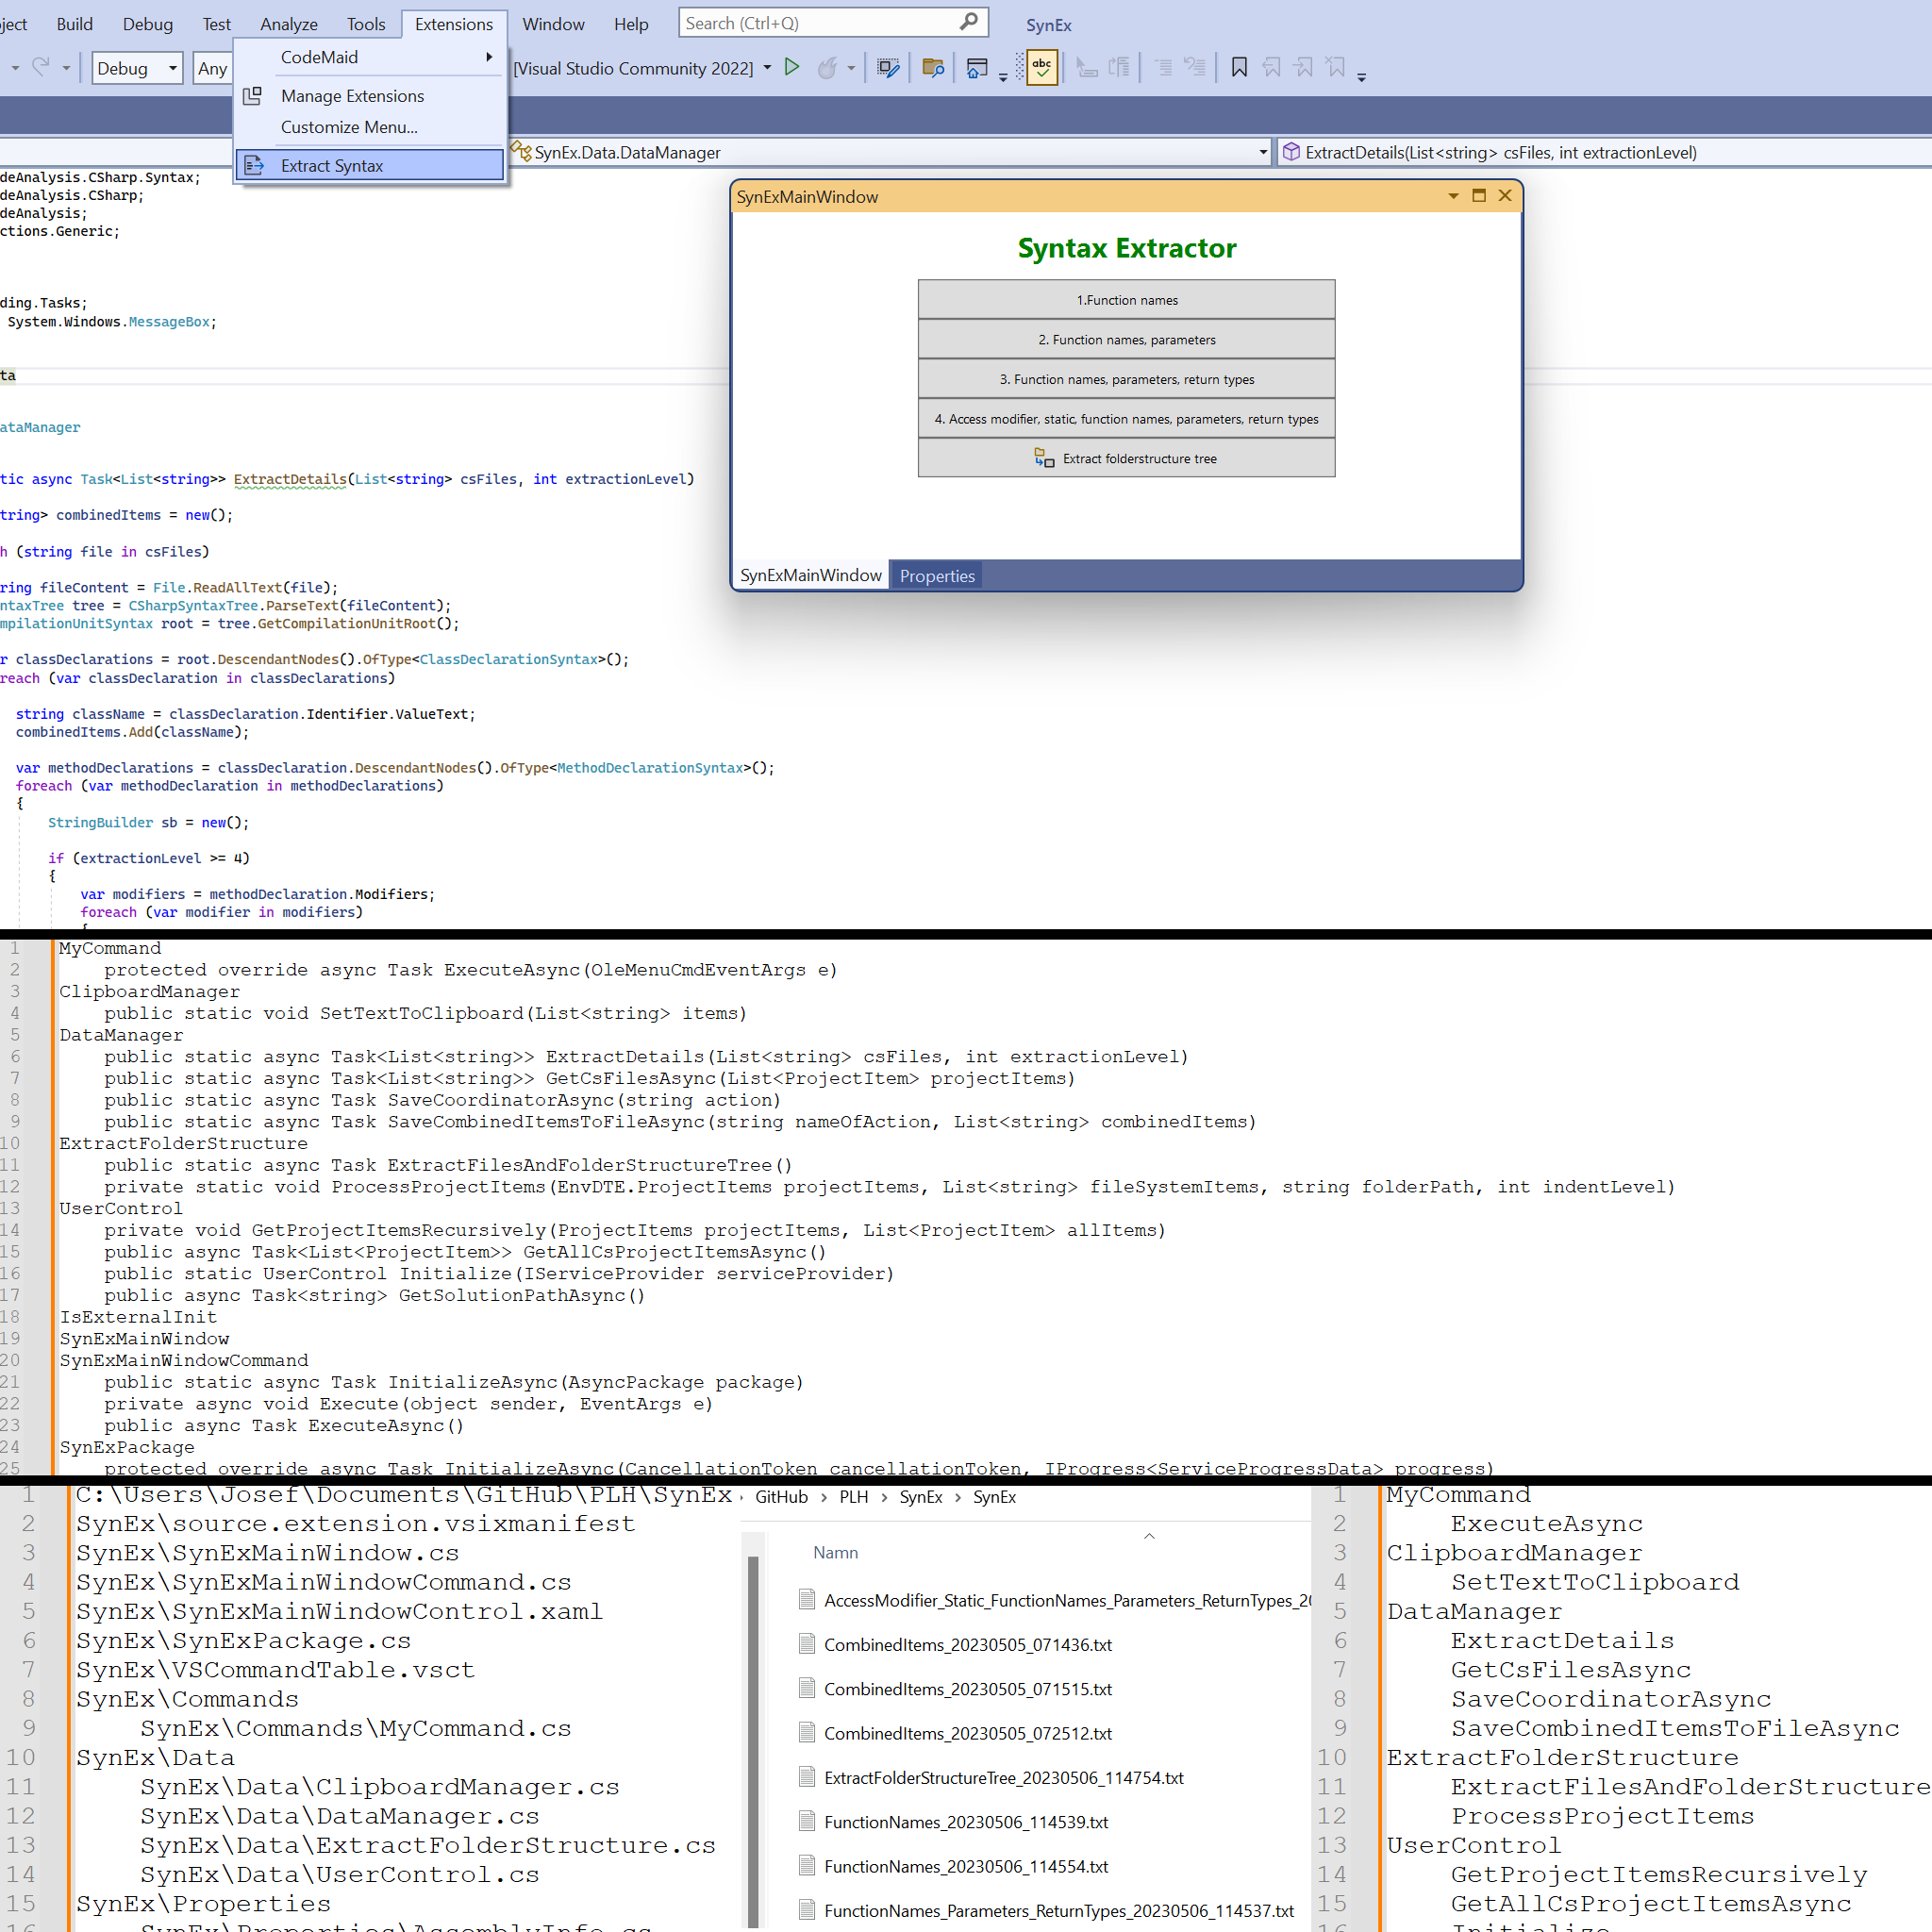 ject Build Debug Test Analyze Tools Extensions Window Help Search (Ctrl+Q) SynEx
Debug Any [Visual Studio Community 2022] abc
CodeMaid
Manage Extensions
Customize Menu...
Extract Syntax
SynEx.Data.DataManager ExtractDetails(List<string> csFiles, int extractionLevel)
deAnalysis.CSharp.Syntax;
deAnalysis.CSharp;
deAnalysis;
ctions.Generic;
ding.Tasks;
System.Windows.MessageBox;
ta
ataManager
tic async Task<List<string>> ExtractDetails(List<string> csFiles, int extractionLevel)
tring> combinedItems = new();
h (string file in csFiles)
ring fileContent = File.ReadAllText(file);
ntaxTree tree = CSharpSyntaxTree.ParseText(fileContent);
mpilationUnitSyntax root = tree.GetCompilationUnitRoot();
r classDeclarations = root.DescendantNodes().OfType<ClassDeclarationSyntax>();
reach (var classDeclaration in classDeclarations)
string className = classDeclaration.Identifier.ValueText;
combinedItems.Add(className);
var methodDeclarations = classDeclaration.DescendantNodes().OfType<MethodDeclarationSyntax>();
foreach (var methodDeclaration in methodDeclarations)
{
StringBuilder sb = new();
if (extractionLevel >= 4)
{
var modifiers = methodDeclaration.Modifiers;
foreach (var modifier in modifiers)
SynExMainWindow
Syntax Extractor
1.Function names
2. Function names, parameters
3. Function names, parameters, return types
4. Access modifier, static, function names, parameters, return types
Extract folderstructure tree
SynExMainWindow Properties
1 MyCommand
2 protected override async Task ExecuteAsync(OleMenuCmdEventArgs e)
3 ClipboardManager
4 public static void SetTextToClipboard(List<string> items)
5 DataManager
6 public static async Task<List<string>> ExtractDetails(List<string> csFiles, int extractionLevel)
7 public static async Task<List<string>> GetCsFilesAsync(List<ProjectItem> projectItems)
8 public static async Task SaveCoordinatorAsync(string action)
9 public static async Task SaveCombinedItemsToFileAsync(string nameOfAction, List<string> combinedItems)
10 ExtractFolderStructure
11 public static async Task ExtractFilesAndFolderStructureTree()
12 private static void ProcessProjectItems(EnvDTE.ProjectItems projectItems, List<string> fileSystemItems, string folderPath, int indentLevel)
13 UserControl
14 private void GetProjectItemsRecursively(ProjectItems projectItems, List<ProjectItem> allItems)
15 public async Task<List<ProjectItem>> GetAllCsProjectItemsAsync()
16 public static UserControl Initialize(IServiceProvider serviceProvider)
17 public async Task<string> GetSolutionPathAsync()
18 IsExternalInit
19 SynExMainWindow
20 SynExMainWindowCommand
21 public static async Task InitializeAsync(AsyncPackage package)
22 private async void Execute(object sender, EventArgs e)
23 public async Task ExecuteAsync()
24 SynExPackage
25 protected override async Task InitializeAsync(CancellationToken cancellationToken, IProgress<ServiceProgressData> progress)
1 C:\Users\Josef\Documents\GitHub\PLH\SynEx
2 SynEx\source.extension.vsixmanifest
3 SynEx\SynExMainWindow.cs
4 SynEx\SynExMainWindowCommand.cs
5 SynEx\SynExMainWindowControl.xaml
6 SynEx\SynExPackage.cs
7 SynEx\VSCommandTable.vsct
8 SynEx\Commands
9 SynEx\Commands\MyCommand.cs
10 SynEx\Data
11 SynEx\Data\ClipboardManager.cs
12 SynEx\Data\DataManager.cs
13 SynEx\Data\ExtractFolderStructure.cs
14 SynEx\Data\UserControl.cs
15 SynEx\Properties
16 SynEx\Properties\AssemblyInfo.cs
GitHub > PLH > SynEx > SynEx
Namn
AccessModifier_Static_FunctionNames_Parameters_ReturnTypes_20
CombinedItems_20230505_071436.txt
CombinedItems_20230505_071515.txt
CombinedItems_20230505_072512.txt
ExtractFolderStructureTree_20230506_114754.txt
FunctionNames_20230506_114539.txt
FunctionNames_20230506_114554.txt
FunctionNames_Parameters_ReturnTypes_20230506_114537.txt
1 MyCommand
2 ExecuteAsync
3 ClipboardManager
4 SetTextToClipboard
5 DataManager
6 ExtractDetails
7 GetCsFilesAsync
8 SaveCoordinatorAsync
9 SaveCombinedItemsToFileAsync
10 ExtractFolderStructure
11 ExtractFilesAndFolderStructure
12 ProcessProjectItems
13 UserControl
14 GetProjectItemsRecursively
15 GetAllCsProjectItemsAsync
16 Initialize